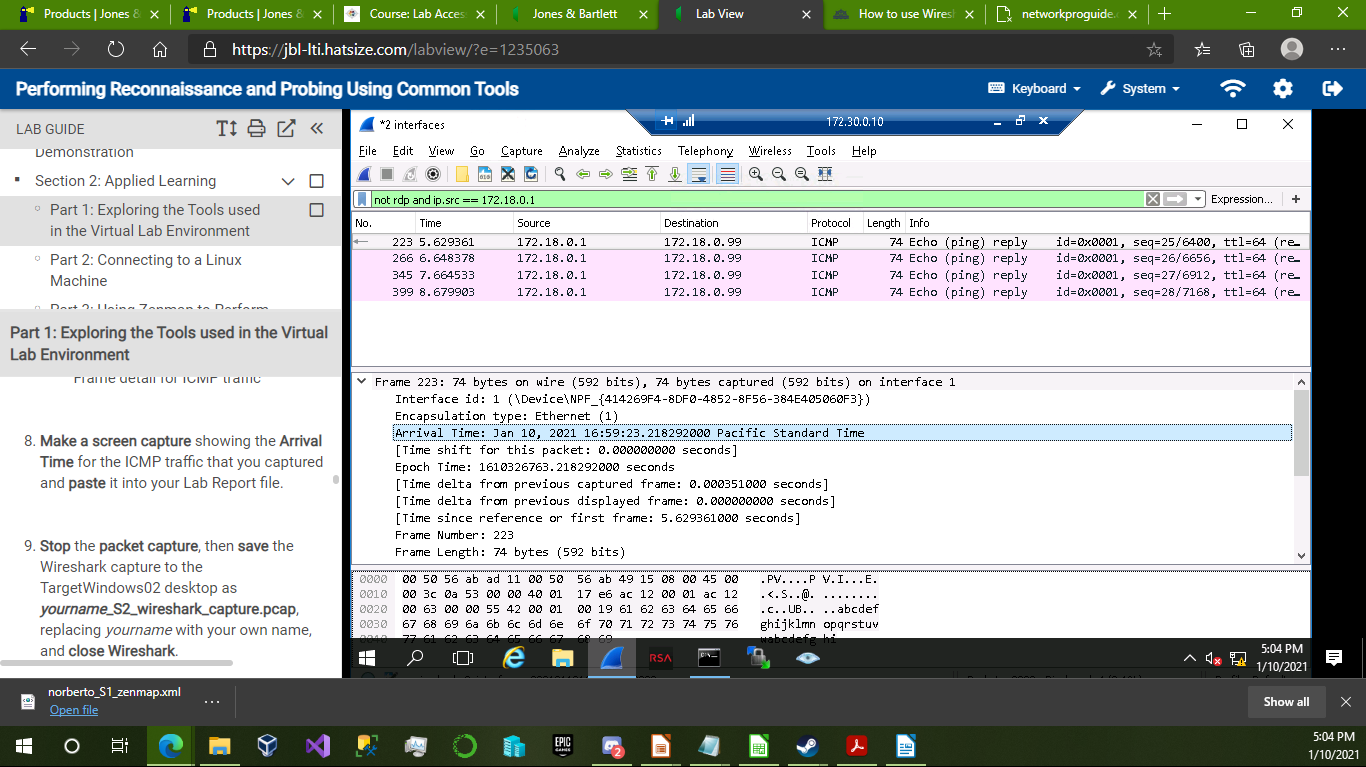 Products | Jones &
Products | Jones &
Course: Lab Acces
Jones & Bartlett
Lab View
How to use Wiresh
networkproguide.c
https://jbl-lti.hatsize.com/labview/?e=1235063
Performing Reconnaissance and Probing Using Common Tools
Keyboard
System
LAB GUIDE
Demonstration
Section 2: Applied Learning
Part 1: Exploring the Tools used
in the Virtual Lab Environment
Part 2: Connecting to a Linux
Machine
Part 3: Using Zenmap to Perform
Part 1: Exploring the Tools used in the Virtual
Lab Environment
Frame detail for ICMP traffic
8. Make a screen capture showing the Arrival
Time for the ICMP traffic that you captured
and paste it into your Lab Report file.
9. Stop the packet capture, then save the
Wireshark capture to the
TargetWindows02 desktop as
yourname_S2_wireshark_capture.pcap,
replacing yourname with your own name,
and close Wireshark.
*2 interfaces
172.30.0.10
File Edit View Go Capture Analyze Statistics Telephony Wireless Tools Help
not rdp and ip.src == 172.18.0.1
Expression... +
No. Time Source Destination Protocol Length Info
223 5.629361 172.18.0.1 172.18.0.99 ICMP 74 Echo (ping) reply id=0x0001, seq=25/6400, ttl=64 (re…
266 6.648378 172.18.0.1 172.18.0.99 ICMP 74 Echo (ping) reply id=0x0001, seq=26/6656, ttl=64 (re…
345 7.664533 172.18.0.1 172.18.0.99 ICMP 74 Echo (ping) reply id=0x0001, seq=27/6912, ttl=64 (re…
399 8.679903 172.18.0.1 172.18.0.99 ICMP 74 Echo (ping) reply id=0x0001, seq=28/7168, ttl=64 (re…
Frame 223: 74 bytes on wire (592 bits), 74 bytes captured (592 bits) on interface 1
Interface id: 1 (\Device\NPF_{414269F4-8DF0-4852-8F56-384E405060F3})
Encapsulation type: Ethernet (1)
Arrival Time: Jan 10, 2021 16:59:23.218292000 Pacific Standard Time
[Time shift for this packet: 0.000000000 seconds]
Epoch Time: 1610326763.218292000 seconds
[Time delta from previous captured frame: 0.000351000 seconds]
[Time delta from previous displayed frame: 0.000000000 seconds]
[Time since reference or first frame: 5.629361000 seconds]
Frame Number: 223
Frame Length: 74 bytes (592 bits)
0000 00 50 56 ab ad 11 00 50 56 ab 49 15 08 00 45 00 .PV....P V.I...E.
0010 00 3c 0a 53 00 00 40 01 17 e6 ac 12 00 01 ac 12 .<.S..@. ........
0020 00 63 00 00 55 42 00 01 00 19 61 62 63 64 65 66 .c..UB.. ..abcdef
0030 67 68 69 6a 6b 6c 6d 6e 6f 70 71 72 73 74 75 76 ghijklmn opqrstuv
0040 77 61 62 63 64 65 66 67 68 69 wabcdefg hi
RSA
5:04 PM
1/10/2021
norberto_S1_zenmap.xml
Open file
Show all
EPIC
GAMES
2
5:04 PM
1/10/2021